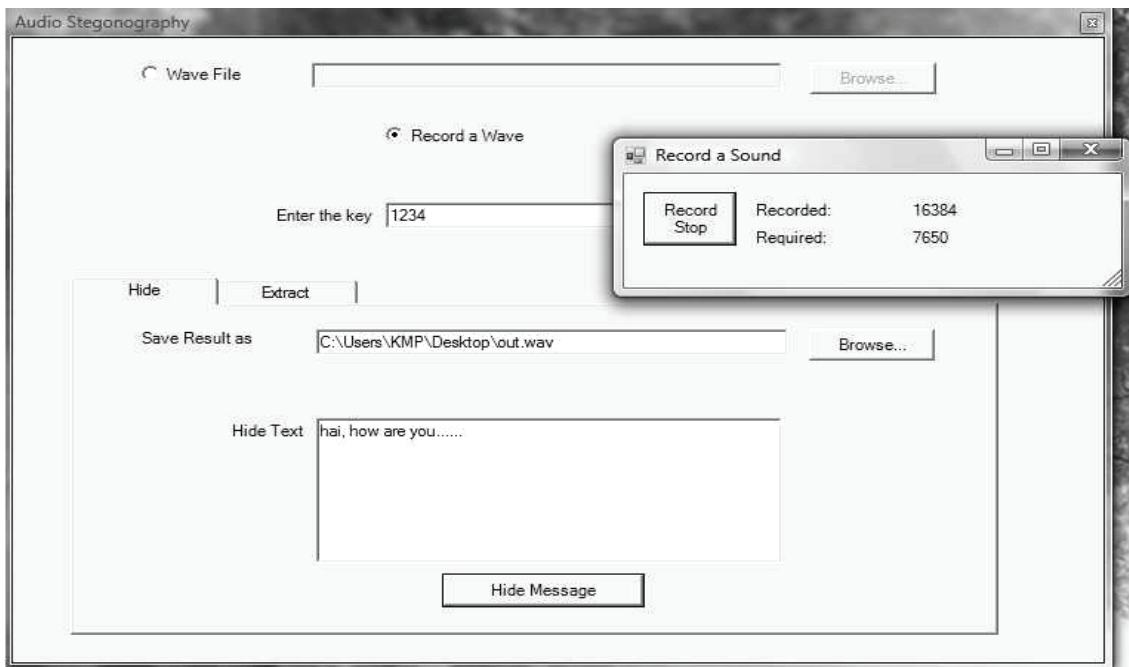 Audio Stegonography
Wave File
Browse...
Record a Wave
Record a Sound
Record
Stop
Recorded: 16384
Required: 7650
Enter the key 1234
Hide Extract
Save Result as C:\Users\KMP\Desktop\out.wav Browse...
Hide Text hai, how are you......
Hide Message